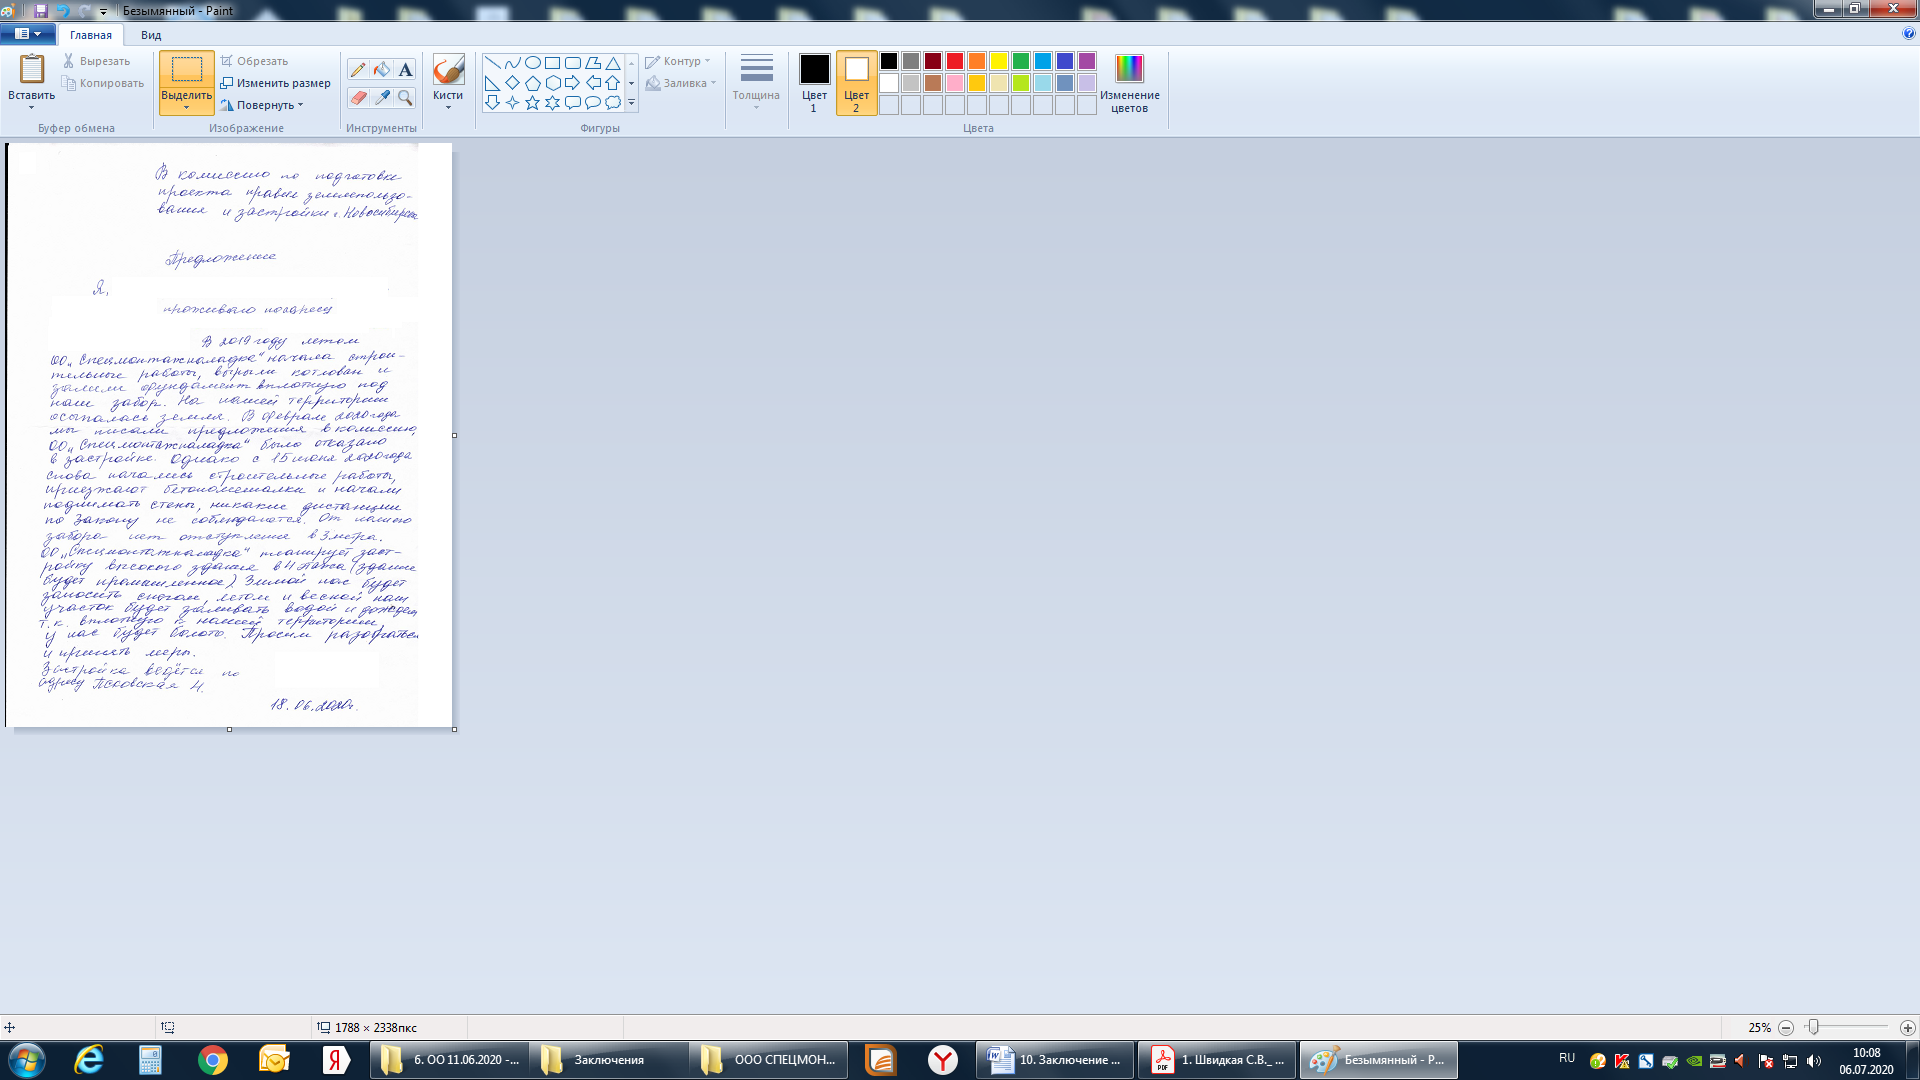 Безымянный - Paint
Главная
Вид
Вставить
Вырезать
Копировать
Буфер обмена
Выделить
Обрезать
Изменить размер
Повернуть
Изображение
Инструменты
Кисти
Фигуры
Контур
Заливка
Толщина
Цвет 1
Цвет 2
Изменение цветов
Цвета
В комиссию по подготовке
проекта правил землепользо-
вания и застройки г. Новосибирска
Предложение
Я,
проживаю по адресу
В 2019 году летом
ОО „Спецмонтажналадка" начала строи-
тельные работы, вырыли котлован и
залили фундамент вплотную под
наш забор. На нашей территории
осыпалась земля. В феврале 2020 года
мы писали предложения в комиссию,
ОО „Спецмонтажналадка" было отказано
в застройке. Однако с 15 июня 2020 года
снова начались строительные работы,
приезжают бетономешалки и начали
поднимать стены, никакие дистанции
по Закону не соблюдаются. От нашего
забора нет отступления в 3 метра.
ОО „Спецмонтажналадка" планирует заст-
ройку высокого здания в 4 этажа (здание
будет промышленное). Зимой нас будет
заносить снегом, летом и весной наш
участок будет заливать водой и дождем,
т.к. вплотную к нашей территории,
у нас будет болото. Просим разобраться
и принять меры.
Застройка ведётся по
адресу Псковская 4.
18.06.2020г.
1788 × 2338пкс
25%
6. ОО 11.06.2020 -...
Заключения
ООО СПЕЦМОН...
10. Заключение ...
1. Швидкая С.В._ ...
Безымянный - P...
RU
10:08
06.07.2020